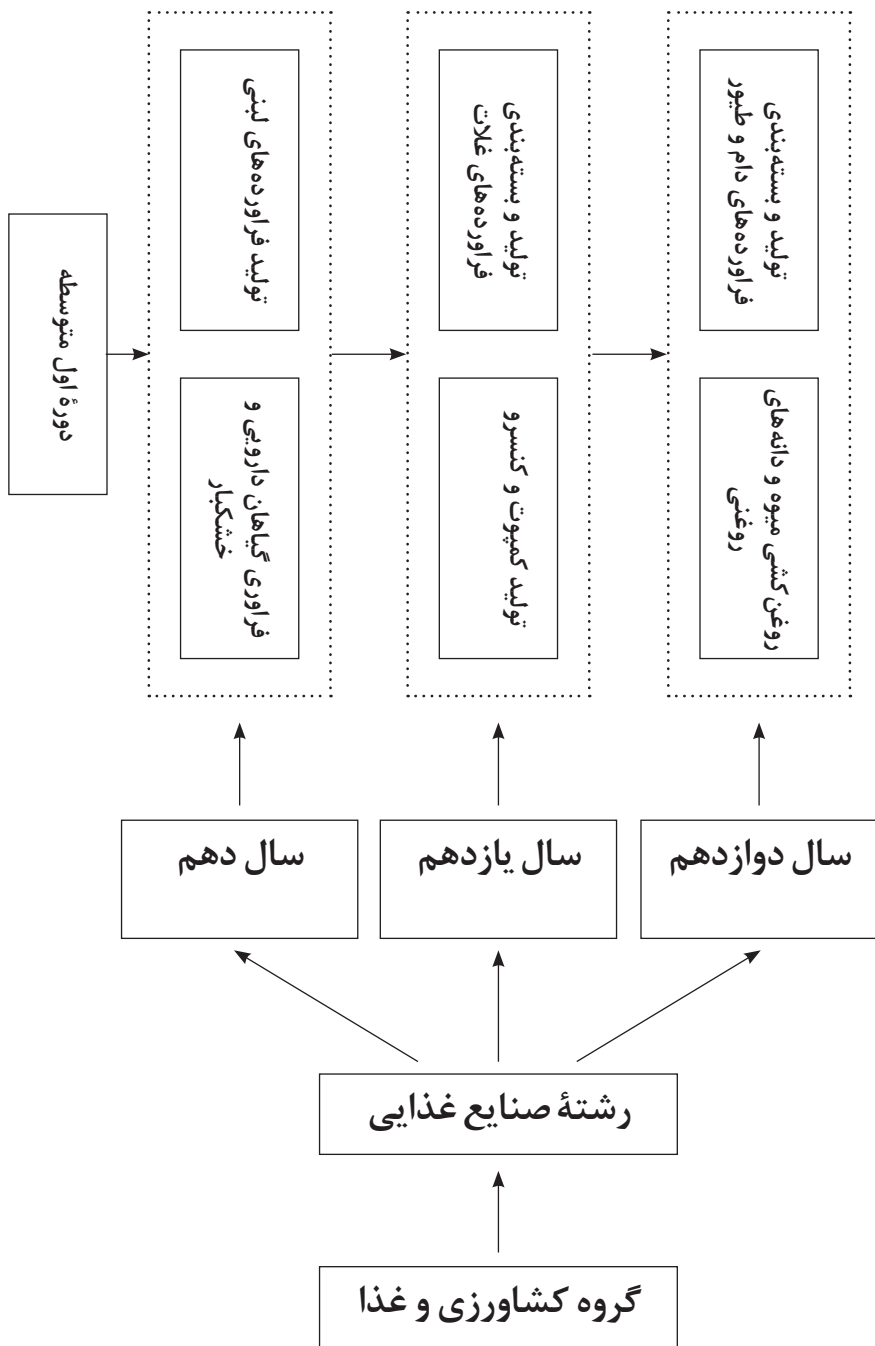 تولید و بسته‌بندی
فراورده‌های دام و طیور
تولید و بسته‌بندی
فراورده‌های غلات
تولید فراورده‌های لبنی
دورهٔ اول متوسطه
روغن کشی میوه و دانه‌های
روغنی
تولید کمپوت و کنسرو
فراوری گیاهان دارویی و
خشکبار
سال دوازدهم
سال یازدهم
سال دهم
رشتهٔ صنایع غذایی
گروه کشاورزی و غذا